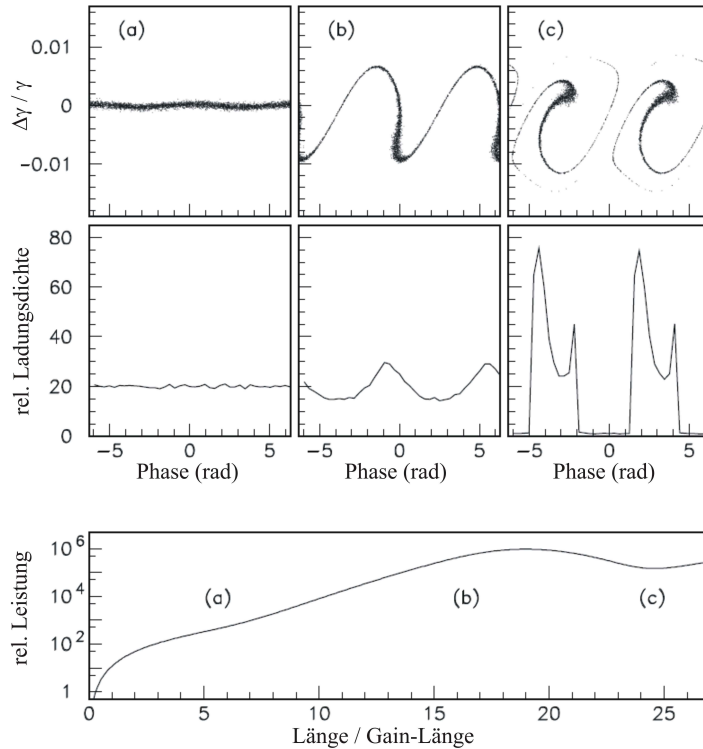 (a) (b) (c)
Δγ / γ
0.01
0
−0.01
rel. Ladungsdichte
80
60
40
20
0
−5 0 5 −5 0 5 −5 0 5
Phase (rad) Phase (rad) Phase (rad)
rel. Leistung
10⁶
10⁴
10²
1
(a) (b) (c)
0 5 10 15 20 25
Länge / Gain-Länge